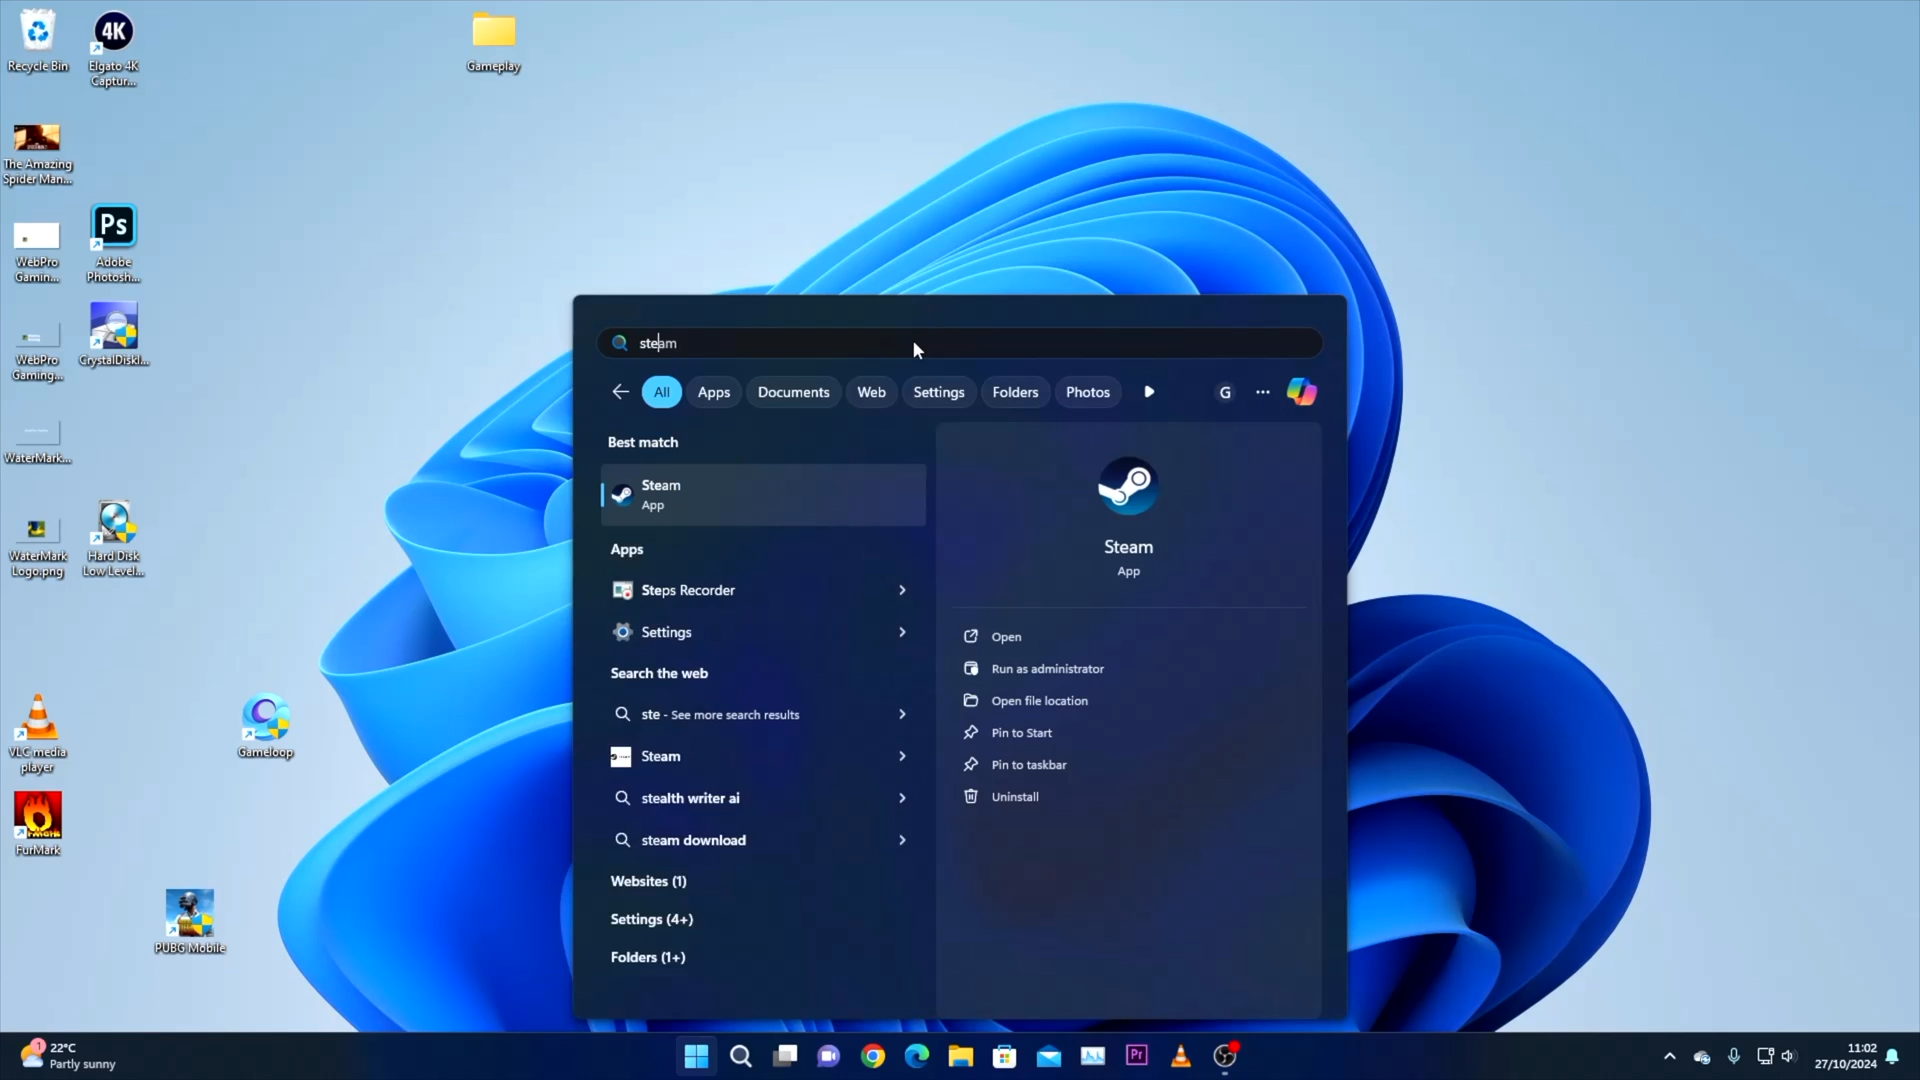 Recycle Bin
4K
Elgato 4K
Captur...
Gameplay
The Amazing
Spider Man...
WebPro
Gamin...
Ps
Adobe
Photosh...
WebPro
Gaming...
CrystalDiskI...
WaterMark...
WaterMark
Logo.png
Hard Disk
Low Level...
VLC media
player
Gameloop
FurMark
PUBG Mobile
steam
All
Apps
Documents
Web
Settings
Folders
Photos
G
Best match
Steam
App
Apps
Steps Recorder
Settings
Search the web
ste - See more search results
Steam
stealth writer ai
steam download
Websites (1)
Settings (4+)
Folders (1+)
Steam
App
Open
Run as administrator
Open file location
Pin to Start
Pin to taskbar
Uninstall
1
22°C
Partly sunny
Pr
11:02
27/10/2024